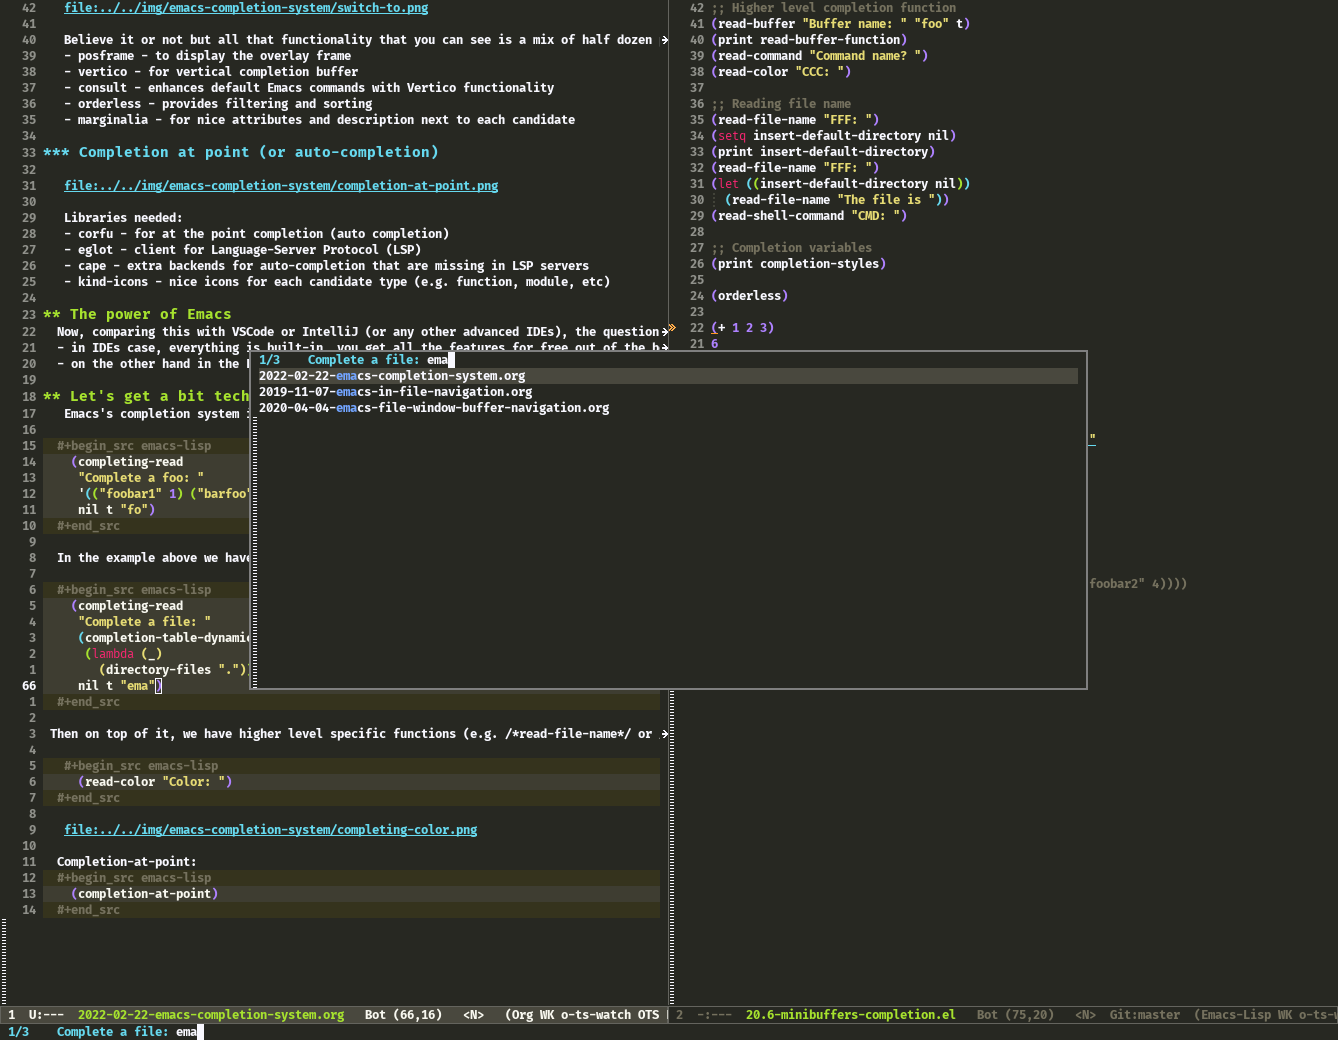 42 file:../../img/emacs-completion-system/switch-to.png
41
40 Believe it or not but all that functionality that you can see is a mix of half dozen
39 - posframe - to display the overlay frame
38 - vertico - for vertical completion buffer
37 - consult - enhances default Emacs commands with Vertico functionality
36 - orderless - provides filtering and sorting
35 - marginalia - for nice attributes and description next to each candidate
34
33 *** Completion at point (or auto-completion)
32
31 file:../../img/emacs-completion-system/completion-at-point.png
30
29 Libraries needed:
28 - corfu - for at the point completion (auto completion)
27 - eglot - client for Language-Server Protocol (LSP)
26 - cape - extra backends for auto-completion that are missing in LSP servers
25 - kind-icons - nice icons for each candidate type (e.g. function, module, etc)
24
23 ** The power of Emacs
22 Now, comparing this with VSCode or IntelliJ (or any other advanced IDEs), the question
21 - in IDEs case, everything is built-in, you get all the features for free out of the b
20 - on the other hand in the
19
18 ** Let's get a bit tech
17 Emacs's completion system
16
15 #+begin_src emacs-lisp
14 (completing-read
13 "Complete a foo: "
12 '(("foobar1" 1) ("barfoo"
11 nil t "fo")
10 #+end_src
9
8 In the example above we have
7
6 #+begin_src emacs-lisp
5 (completing-read
4 "Complete a file: "
3 (completion-table-dynamic
2 (lambda (_)
1 (directory-files "."))
66 nil t "ema")
1 #+end_src
2
3 Then on top of it, we have higher level specific functions (e.g. /*read-file-name*/ or
4
5 #+begin_src emacs-lisp
6 (read-color "Color: ")
7 #+end_src
8
9 file:../../img/emacs-completion-system/completing-color.png
10
11 Completion-at-point:
12 #+begin_src emacs-lisp
13 (completion-at-point)
14 #+end_src
42 ;; Higher level completion function
41 (read-buffer "Buffer name: " "foo" t)
40 (print read-buffer-function)
39 (read-command "Command name? ")
38 (read-color "CCC: ")
37
36 ;; Reading file name
35 (read-file-name "FFF: ")
34 (setq insert-default-directory nil)
33 (print insert-default-directory)
32 (read-file-name "FFF: ")
31 (let ((insert-default-directory nil))
30 (read-file-name "The file is "))
29 (read-shell-command "CMD: ")
28
27 ;; Completion variables
26 (print completion-styles)
25
24 (orderless)
23
22 (+ 1 2 3)
21 6
"
foobar2" 4))))
1/3 Complete a file: ema
2022-02-22-emacs-completion-system.org
2019-11-07-emacs-in-file-navigation.org
2020-04-04-emacs-file-window-buffer-navigation.org
1 U:--- 2022-02-22-emacs-completion-system.org Bot (66,16) <N> (Org WK o-ts-watch OTS
2 -:--- 20.6-minibuffers-completion.el Bot (75,20) <N> Git:master (Emacs-Lisp WK o-ts-w
1/3 Complete a file: ema